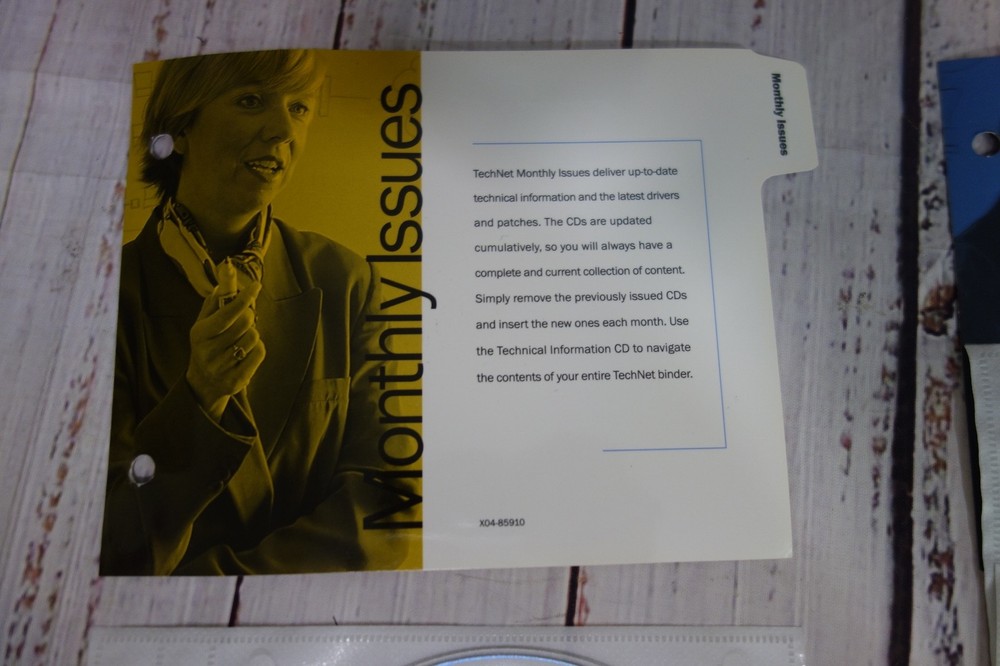 Monthly Issues
Monthly Issues
TechNet Monthly Issues deliver up-to-date
technical information and the latest drivers
and patches. The CDs are updated
cumulatively, so you will always have a
complete and current collection of content.
Simply remove the previously issued CDs
and insert the new ones each month. Use
the Technical Information CD to navigate
the contents of your entire TechNet binder.
X04-85910